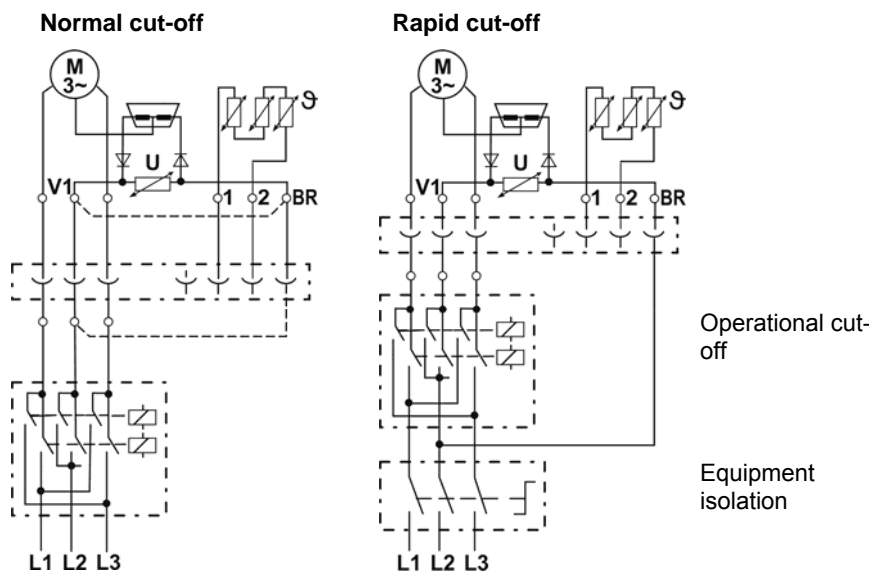 Normal cut-off
M
3~
ϑ
U
V1
1
2
BR
L1 L2 L3
Rapid cut-off
M
3~
ϑ
U
V1
1
2
BR
Operational cut-
off
Equipment
isolation
L1 L2 L3